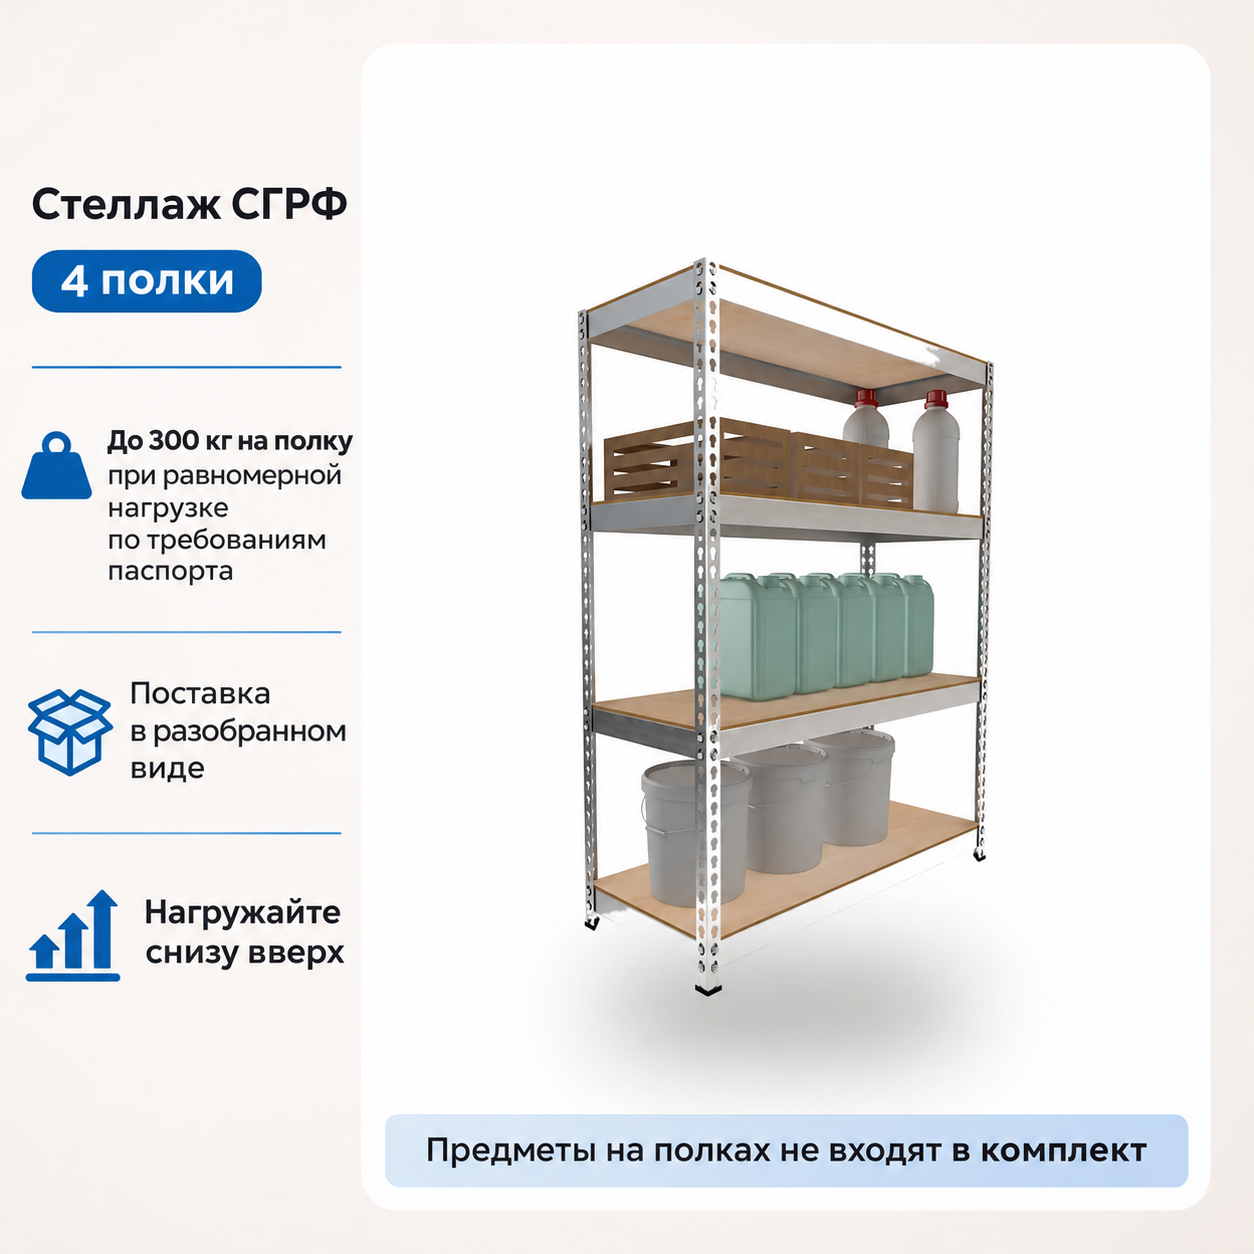 Стеллаж СГРФ
4 полки
До 300 кг на полку
при равномерной
нагрузке
по требованиям
паспорта
Поставка
в разобранном
виде
Нагружайте
снизу вверх
Предметы на полках не входят в комплект